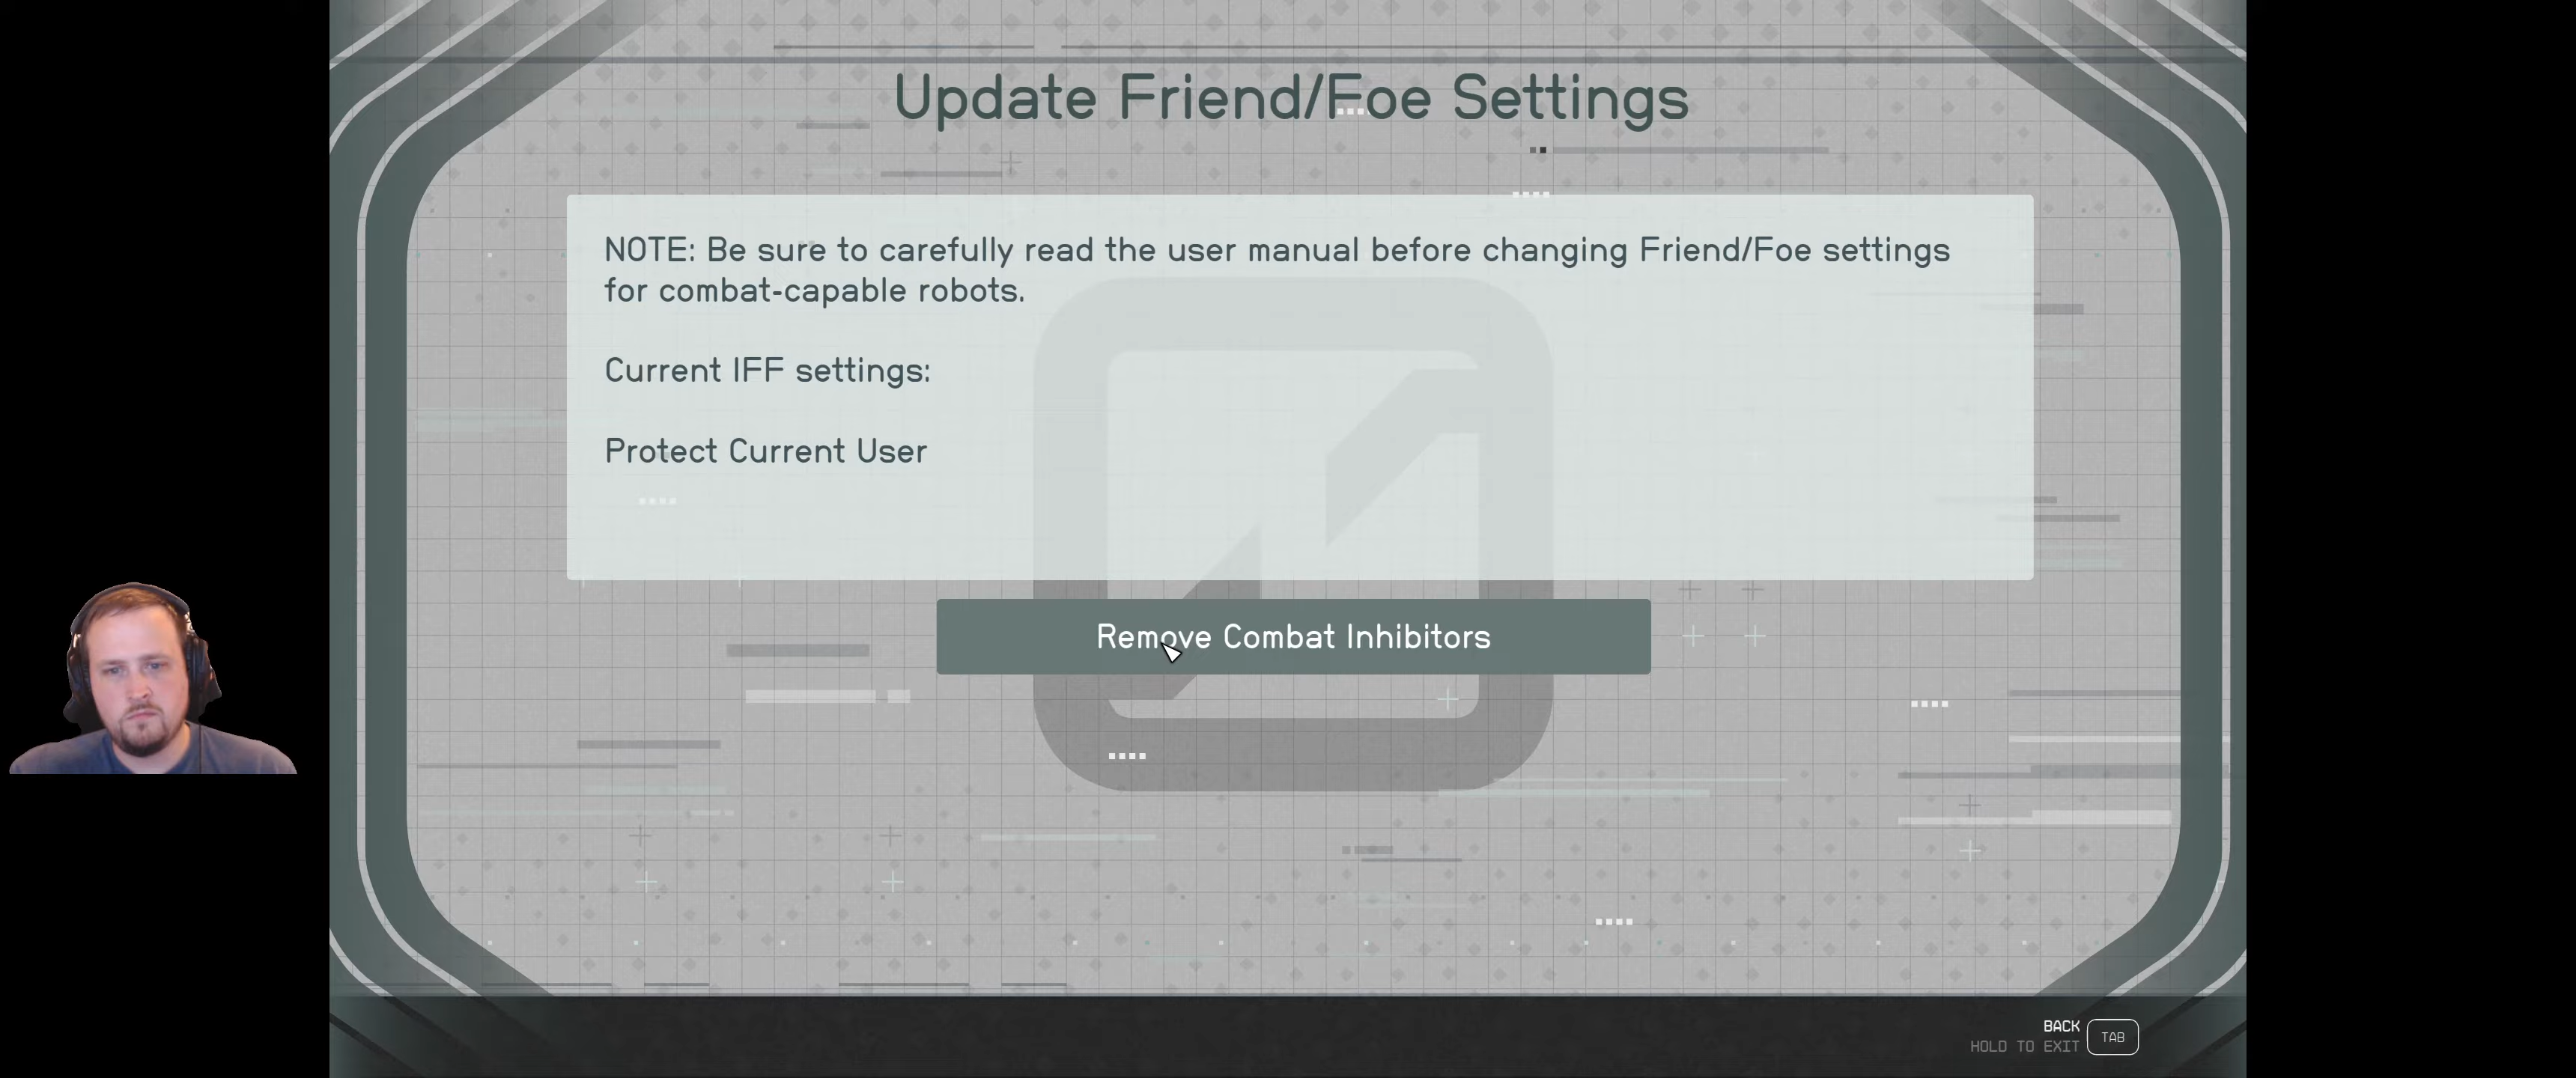 Update Friend/Foe Settings
NOTE: Be sure to carefully read the user manual before changing Friend/Foe settings
for combat-capable robots.
Current IFF settings:
Protect Current User
Remove Combat Inhibitors
BACK
HOLD TO EXIT
TAB